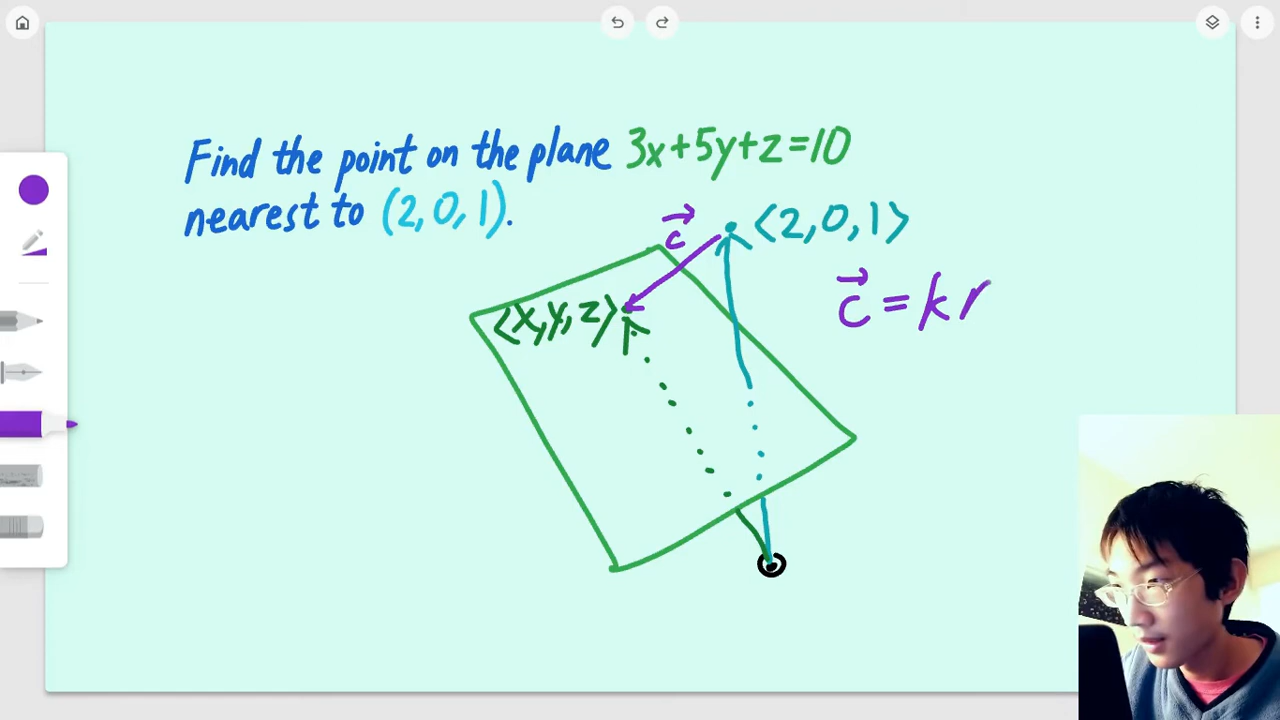 Find the point on the plane 3x+5y+z=10
nearest to (2,0,1).
c⃗
⟨2,0,1⟩
⟨x,y,z⟩
c⃗=k